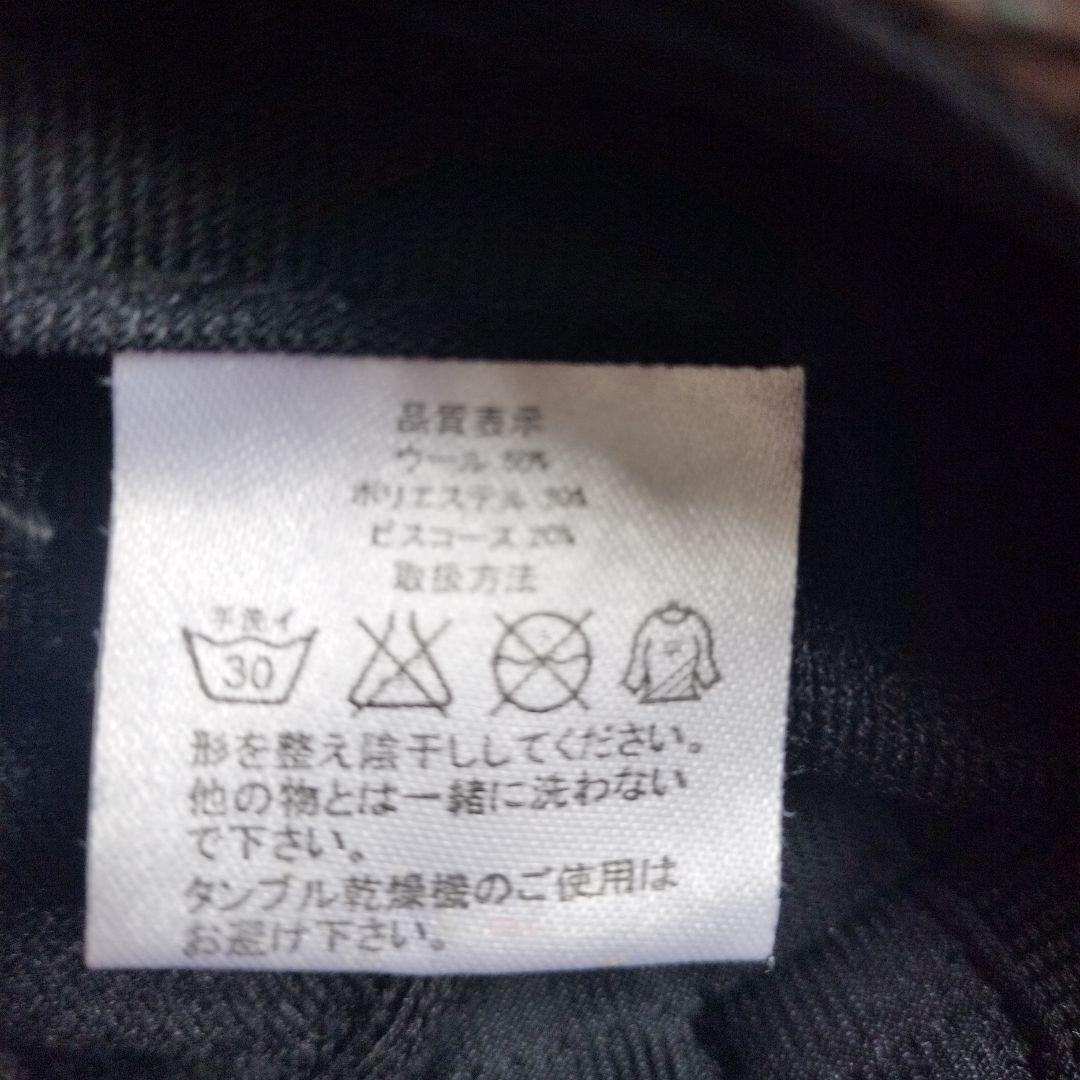 品質表示
ウール 50%
ポリエステル 30%
ビスコース 20%
取扱方法
手洗イ
30
平
形を整え陰干ししてください。
他の物とは一緒に洗わない
で下さい。
タンブル乾燥機のご使用は
お避け下さい。